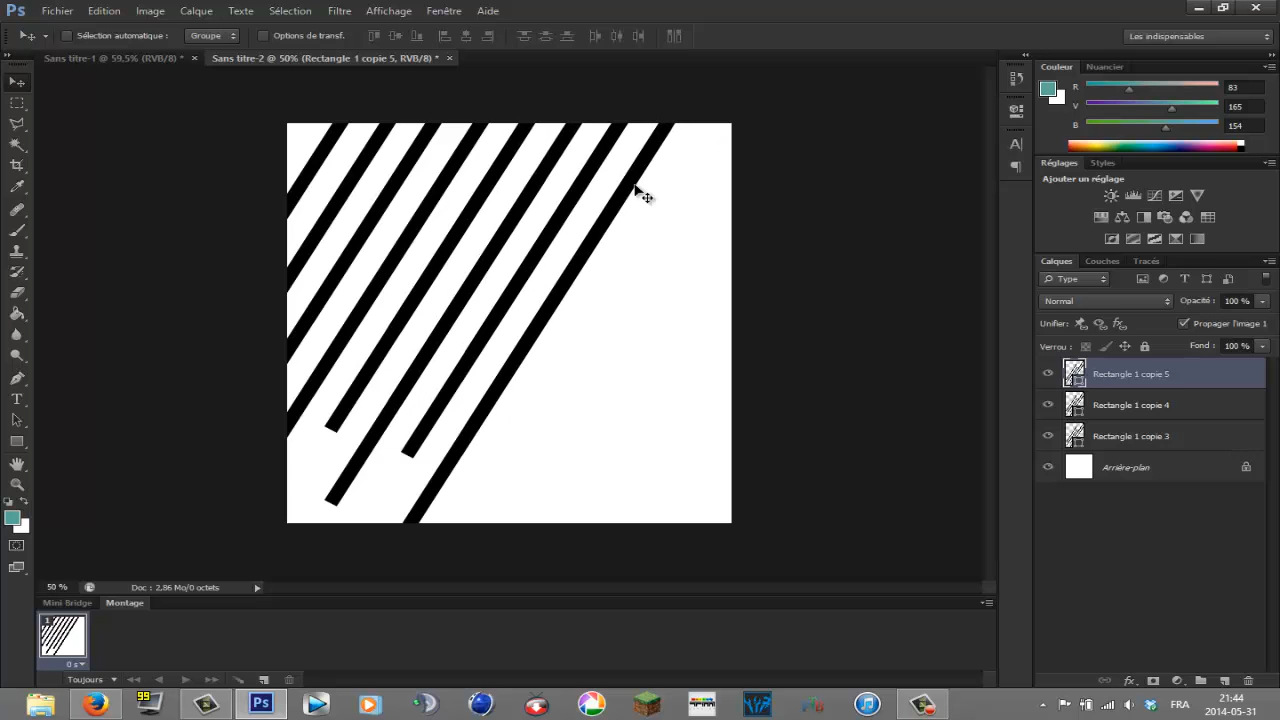 Ps Fichier Edition Image Calque Texte Sélection Filtre Affichage Fenêtre Aide
Sélection automatique : Groupe Options de transf. Les indispensables
Sans titre-1 @ 59,5% (RVB/8) * × Sans titre-2 @ 50% (Rectangle 1 copie 5, RVB/8) * ×
Couleur Nuancier
R 83
V 165
B 154
Réglages Styles
Ajouter un réglage
Calques Couches Tracés
Type
Normal Opacité : 100 %
Unifier : Propager l'image 1
Verrou : Fond : 100 %
Rectangle 1 copie 5
Rectangle 1 copie 4
Rectangle 1 copie 3
Arrière-plan
50 % Doc : 2,86 Mo/0 octets
Mini Bridge Montage
1
0 s
Toujours
99
Ps
FRA
21:44
2014-05-31